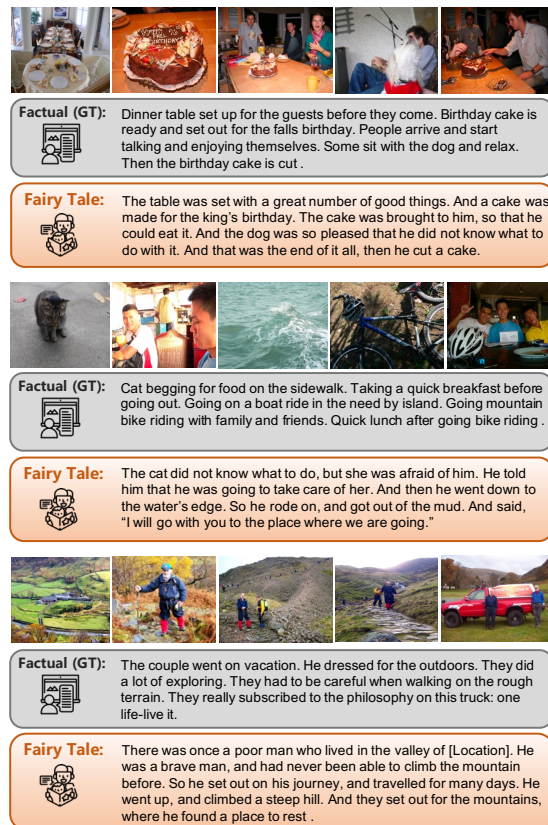 Factual (GT):
Dinner table set up for the guests before they come. Birthday cake is
ready and set out for the falls birthday. People arrive and start
talking and enjoying themselves. Some sit with the dog and relax.
Then the birthday cake is cut .
Fairy Tale:
The table was set with a great number of good things. And a cake was
made for the king's birthday. The cake was brought to him, so that he
could eat it. And the dog was so pleased that he did not know what to
do with it. And that was the end of it all, then he cut a cake.
Factual (GT):
Cat begging for food on the sidewalk. Taking a quick breakfast before
going out. Going on a boat ride in the need by island. Going mountain
bike riding with family and friends. Quick lunch after going bike riding .
Fairy Tale:
The cat did not know what to do, but she was afraid of him. He told
him that he was going to take care of her. And then he went down to
the water's edge. So he rode on, and got out of the mud. And said,
“I will go with you to the place where we are going.”
Factual (GT):
The couple went on vacation. He dressed for the outdoors. They did
a lot of exploring. They had to be careful when walking on the rough
terrain. They really subscribed to the philosophy on this truck: one
life-live it.
Fairy Tale:
There was once a poor man who lived in the valley of [Location]. He
was a brave man, and had never been able to climb the mountain
before. So he set out on his journey, and travelled for many days. He
went up, and climbed a steep hill. And they set out for the mountains,
where he found a place to rest .